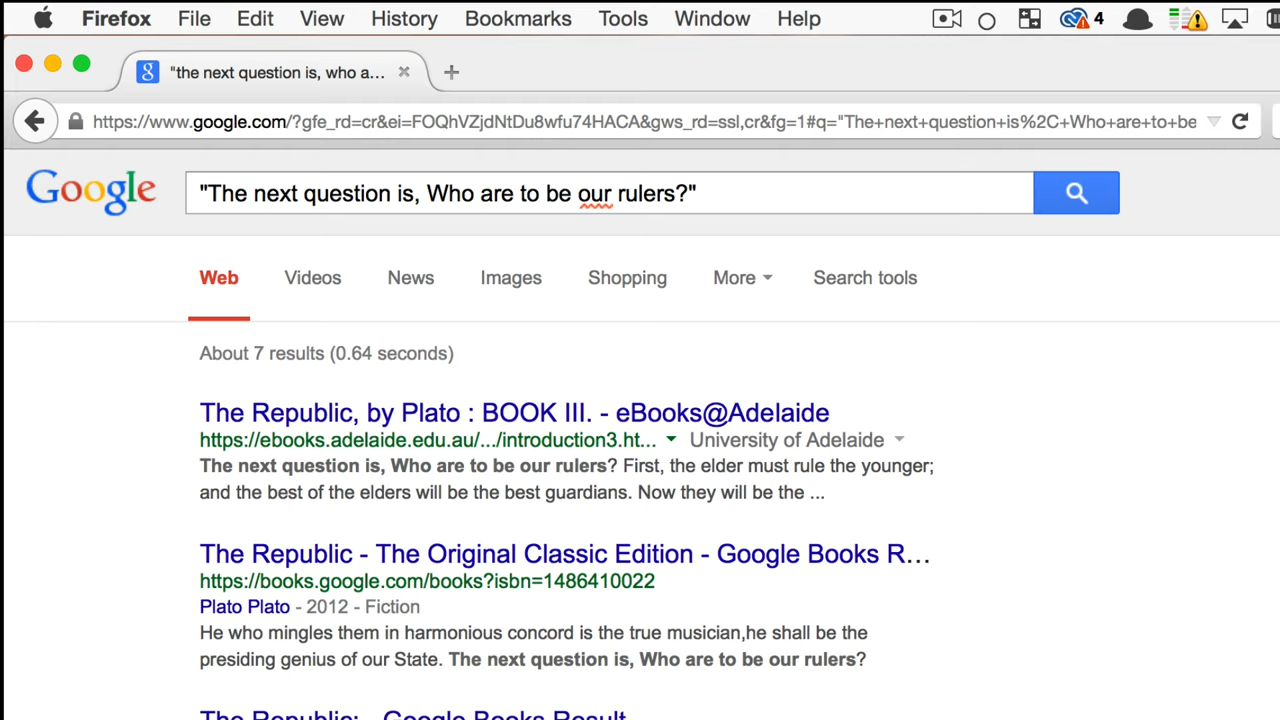 Firefox File Edit View History Bookmarks Tools Window Help 4
"the next question is, who a...
https://www.google.com/?gfe_rd=cr&ei=FOQhVZjdNtDu8wfu74HACA&gws_rd=ssl,cr&fg=1#q="The+next+question+is%2C+Who+are+to+be
Google "The next question is, Who are to be our rulers?"
Web Videos News Images Shopping More Search tools
About 7 results (0.64 seconds)
The Republic, by Plato : BOOK III. - eBooks@Adelaide
https://ebooks.adelaide.edu.au/.../introduction3.ht... University of Adelaide
The next question is, Who are to be our rulers? First, the elder must rule the younger;
and the best of the elders will be the best guardians. Now they will be the ...
The Republic - The Original Classic Edition - Google Books R...
https://books.google.com/books?isbn=1486410022
Plato Plato - 2012 - Fiction
He who mingles them in harmonious concord is the true musician,he shall be the
presiding genius of our State. The next question is, Who are to be our rulers?
The Republic: - Google Books Result